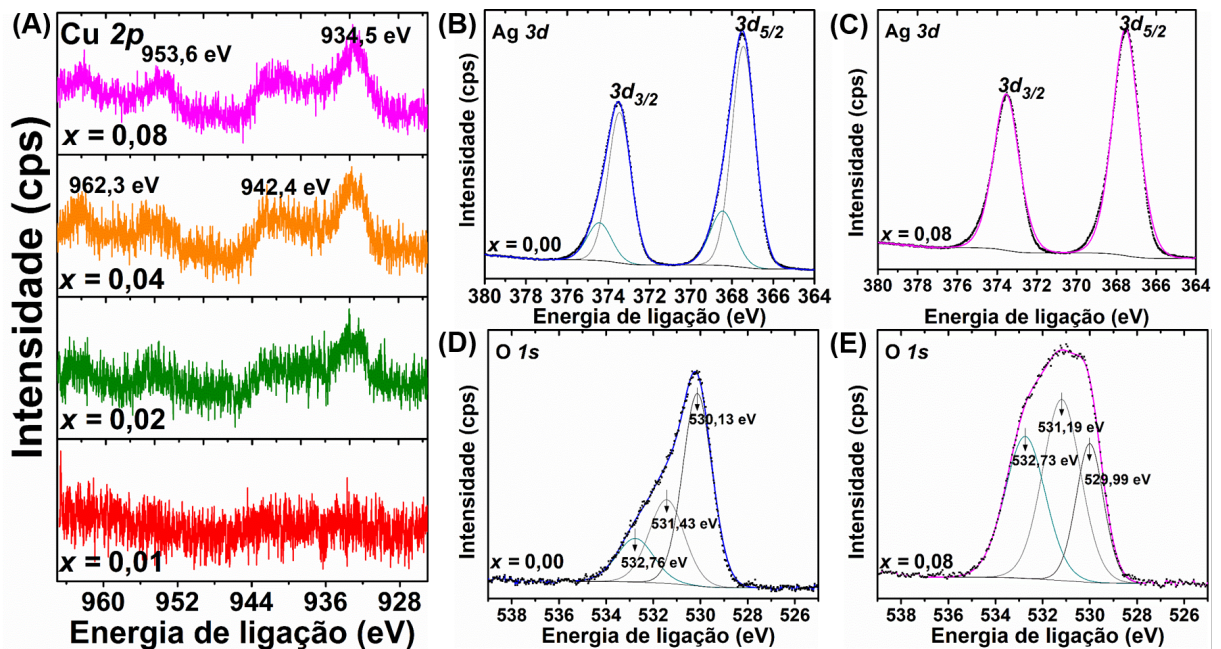 (A)
Cu 2p
953,6 eV
934,5 eV
x = 0,08
962,3 eV
942,4 eV
x = 0,04
x = 0,02
x = 0,01
960 952 944 936 928
Energia de ligação (eV)
Intensidade (cps)
(B)
Ag 3d
3d5/2
3d3/2
x = 0,00
380 378 376 374 372 370 368 366 364
Energia de ligação (eV)
Intensidade (cps)
(C)
Ag 3d
3d5/2
3d3/2
x = 0,08
380 378 376 374 372 370 368 366 364
Energia de ligação (eV)
Intensidade (cps)
(D)
O 1s
530,13 eV
531,43 eV
532,76 eV
x = 0,00
538 536 534 532 530 528 526
Energia de ligação (eV)
Intensidade (cps)
(E)
O 1s
531,19 eV
532,73 eV
529,99 eV
x = 0,08
538 536 534 532 530 528 526
Energia de ligação (eV)
Intensidade (cps)